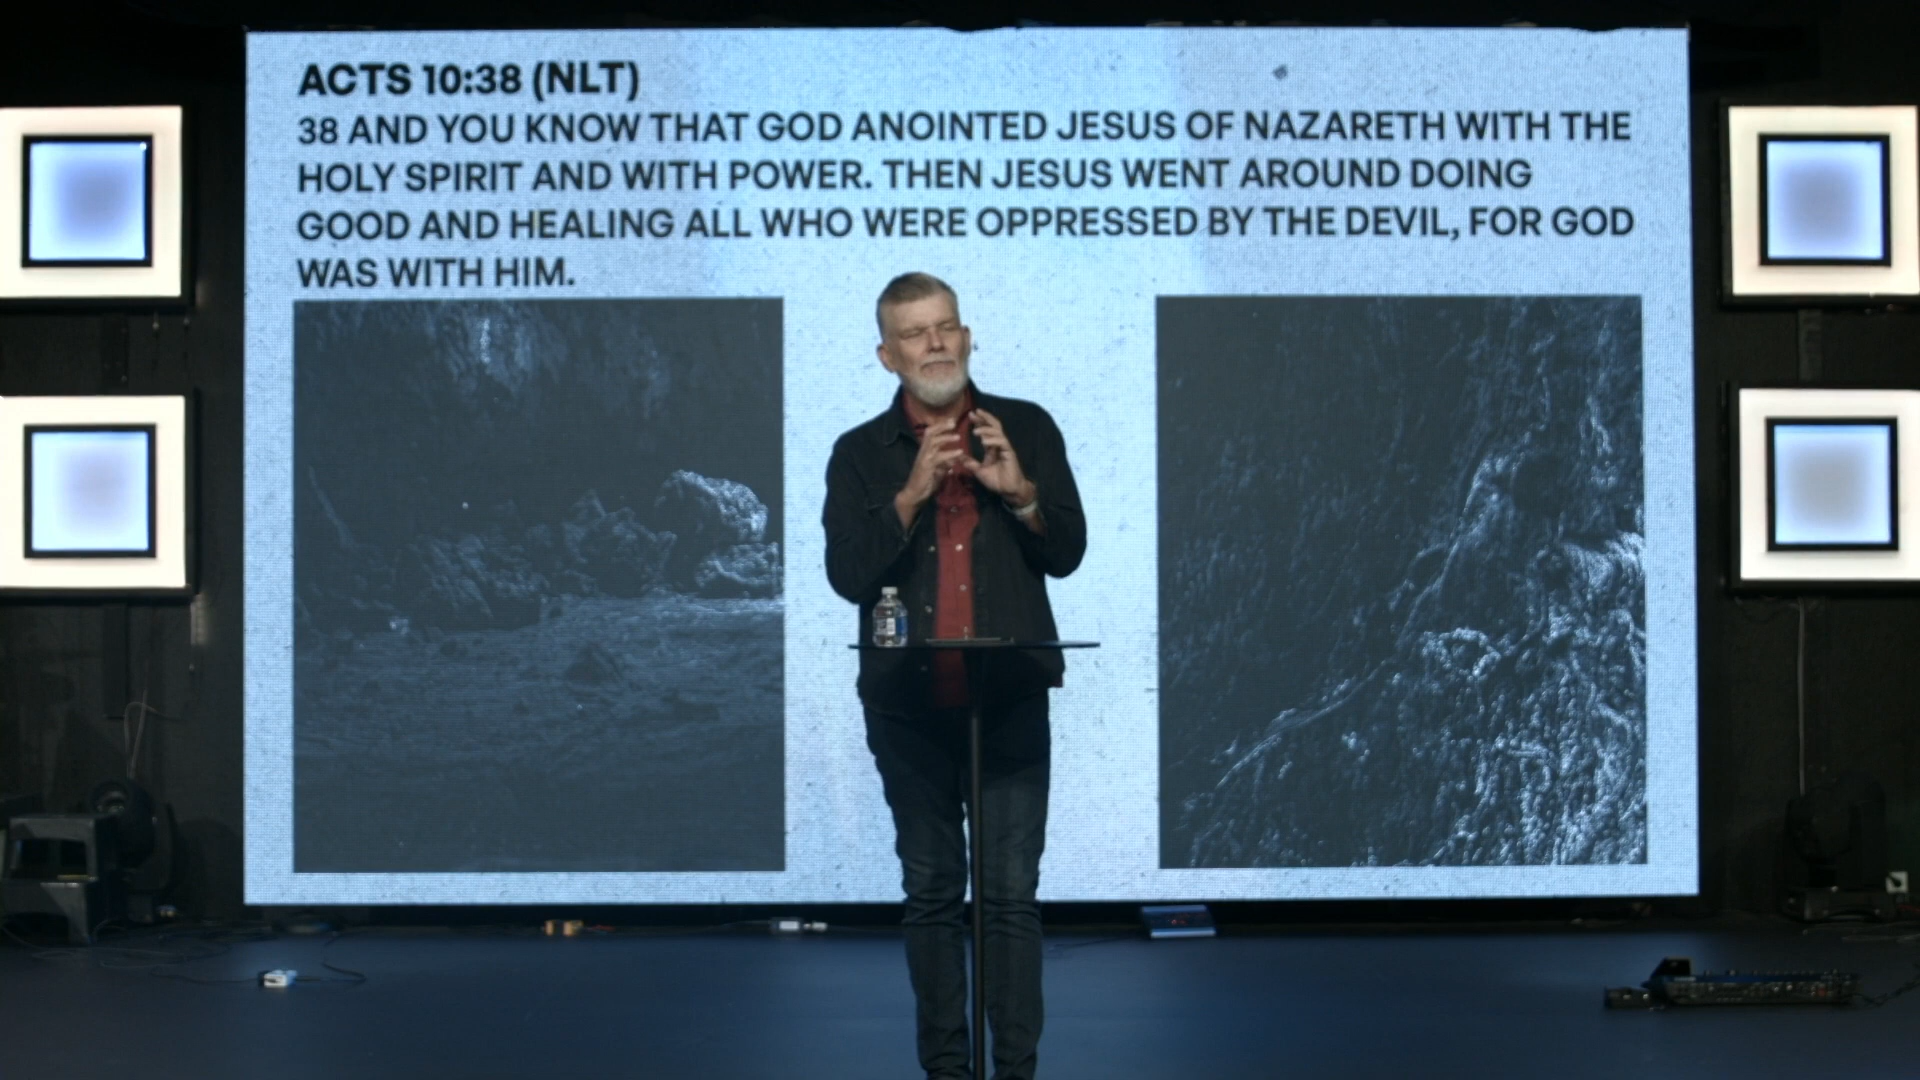 ACTS 10:38 (NLT)
38 AND YOU KNOW THAT GOD ANOINTED JESUS OF NAZARETH WITH THE
HOLY SPIRIT AND WITH POWER. THEN JESUS WENT AROUND DOING
GOOD AND HEALING ALL WHO WERE OPPRESSED BY THE DEVIL, FOR GOD
WAS WITH HIM.